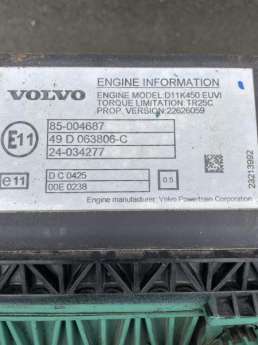 VOLVO
ENGINE INFORMATION
ENGINE MODEL:D11K450 EUVI
TORQUE LIMITATION: TR25C
PROP. VERSION:22626059
E11
85-004687
49 D 063806-C
24-034277
e11
D C 0425
00E 0238
0.5
23213992
Engine manufacturer: Volvo Powertrain Corporation